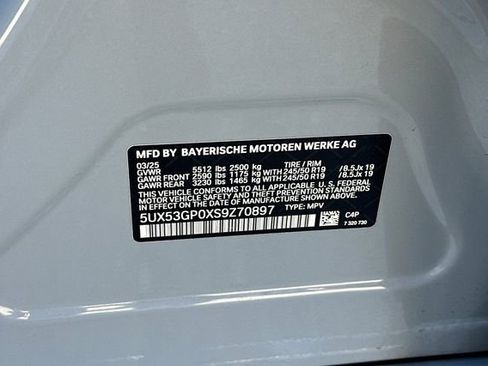 MFD BY BAYERISCHE MOTOREN WERKE AG
03/25 TIRE / RIM
GVWR 5512 lbs 2500 kg
GAWR FRONT 2590 lbs 1175 kg WITH 245/50 R19 /8.5Jx 19
GAWR REAR 3230 lbs 1465 kg WITH 245/50 R19 /8.5Jx 19
THIS VEHICLE CONFORMS TO ALL APPLICABLE U.S. FEDERAL
MOTOR VEHICLE SAFETY, BUMPER, AND THEFT PREVENTION STANDARDS
IN EFFECT ON THE DATE OF MANUFACTURE SHOWN ABOVE.
5UX53GP0XS9Z70897 C4P
TYPE: MPV 7 320 730